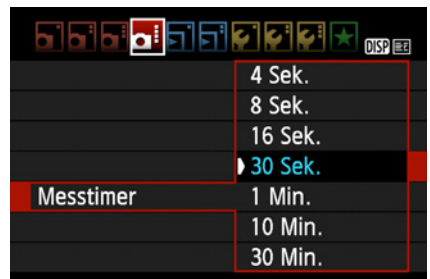 DISP
4 Sek.
8 Sek.
16 Sek.
30 Sek.
Messtimer 1 Min.
10 Min.
30 Min.